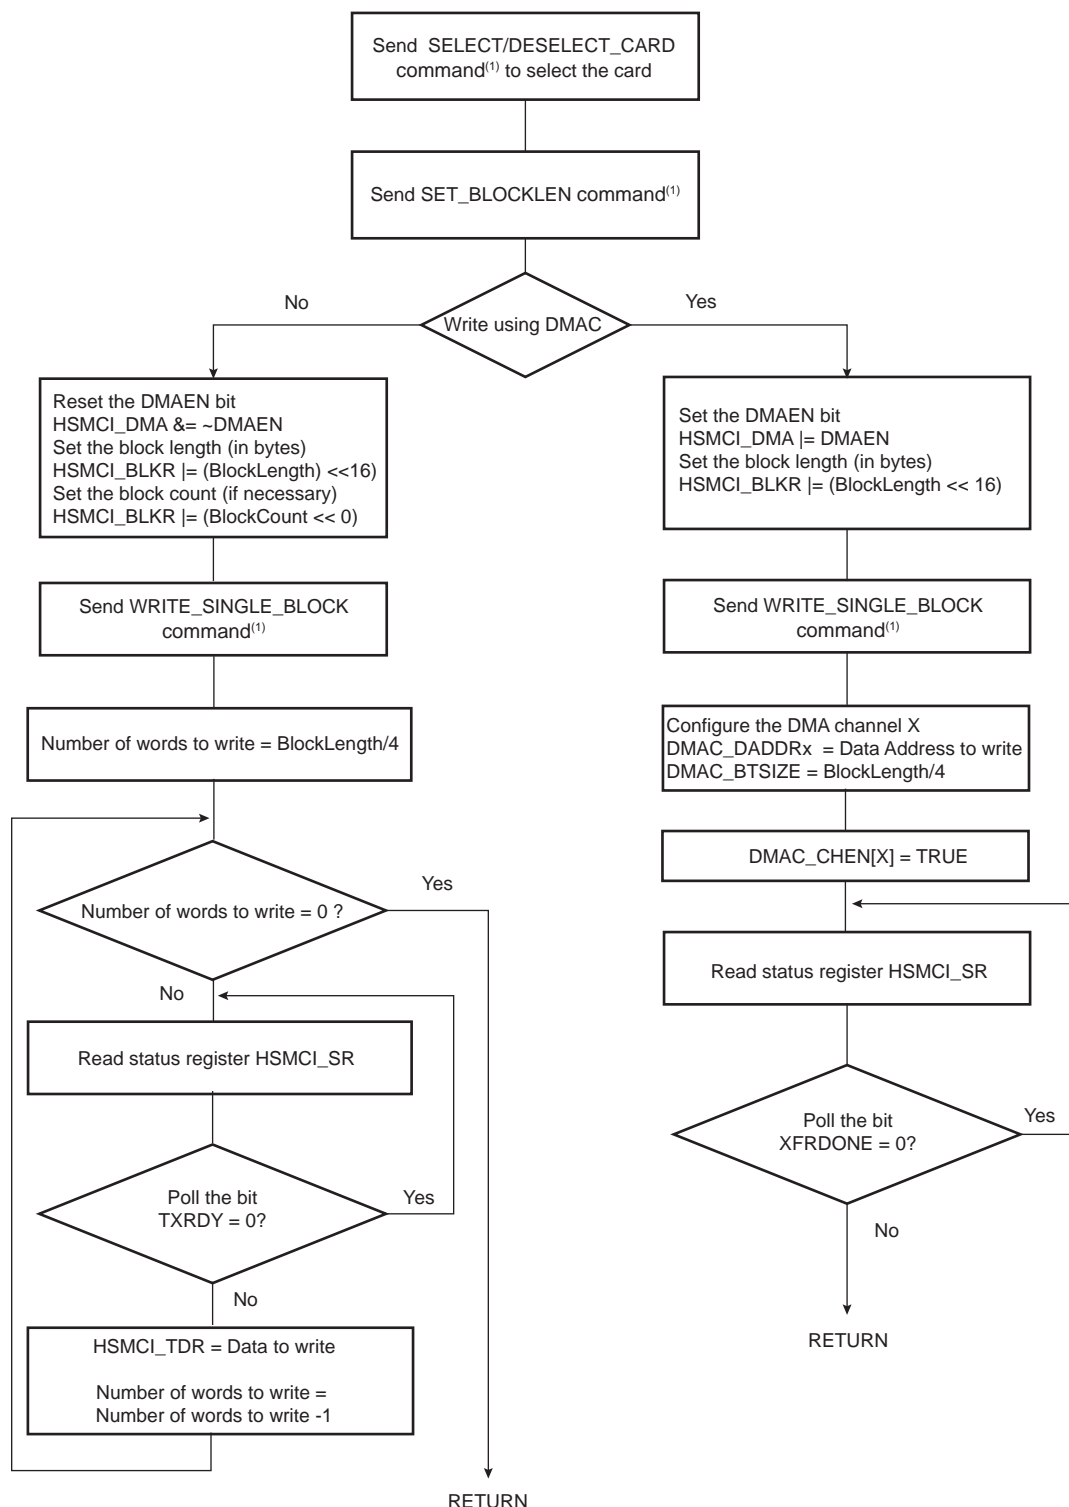 Send SELECT/DESELECT_CARD
command(1) to select the card
Send SET_BLOCKLEN command(1)
No
Yes
Write using DMAC
Reset the DMAEN bit
HSMCI_DMA &= ~DMAEN
Set the block length (in bytes)
HSMCI_BLKR |= (BlockLength) <<16)
Set the block count (if necessary)
HSMCI_BLKR |= (BlockCount << 0)
Send WRITE_SINGLE_BLOCK
command(1)
Number of words to write = BlockLength/4
Number of words to write = 0 ?
Yes
No
Read status register HSMCI_SR
Poll the bit
TXRDY = 0?
Yes
No
HSMCI_TDR = Data to write
Number of words to write =
Number of words to write -1
RETURN
Set the DMAEN bit
HSMCI_DMA |= DMAEN
Set the block length (in bytes)
HSMCI_BLKR |= (BlockLength << 16)
Send WRITE_SINGLE_BLOCK
command(1)
Configure the DMA channel X
DMAC_DADDRx = Data Address to write
DMAC_BTSIZE = BlockLength/4
DMAC_CHEN[X] = TRUE
Read status register HSMCI_SR
Poll the bit
XFRDONE = 0?
Yes
No
RETURN